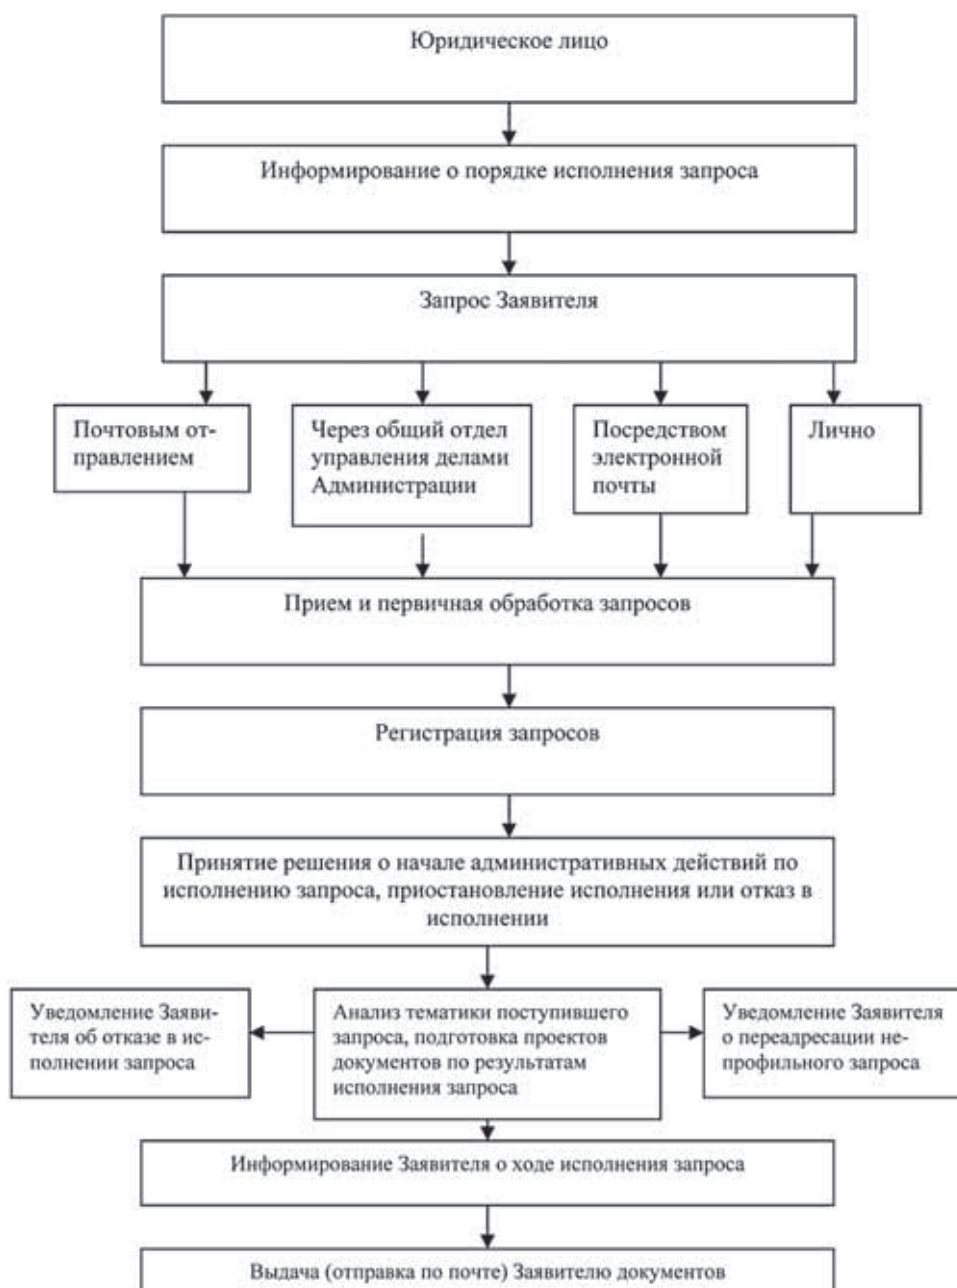 Юридическое лицо
Информирование о порядке исполнения запроса
Запрос Заявителя
Почтовым от-
правлением
Через общий отдел
управления делами
Администрации
Посредством
электронной
почты
Лично
Прием и первичная обработка запросов
Регистрация запросов
Принятие решения о начале административных действий по
исполнению запроса, приостановление исполнения или отказ в
исполнении
Уведомление Заяви-
теля об отказе в ис-
полнении запроса
Анализ тематики поступившего
запроса, подготовка проектов
документов по результатам
исполнения запроса
Уведомление Заявителя
о переадресации не-
профильного запроса
Информирование Заявителя о ходе исполнения запроса
Выдача (отправка по почте) Заявителю документов